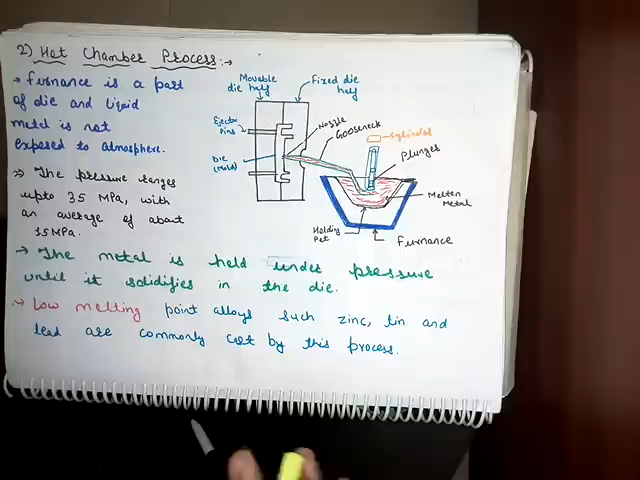 2) Hot Chamber Process:→
→ Furnance is a part
of die and liquid
metal is not
exposed to atmosphere.
→ The pressure ranges
upto 35 MPa, with
an average of about
15MPa.
Movable
die half
Fixed die
half
Ejector
Pins
Nozzle
Gooseneck
Cylinder
Plunger
Die
(Mold)
Molten
Metal
Holding
Pot
Furnance
→ The metal is held under pressure
until it solidifies in the die.
→ Low melting point alloys such zinc, tin and
lead are commonly cast by this process.